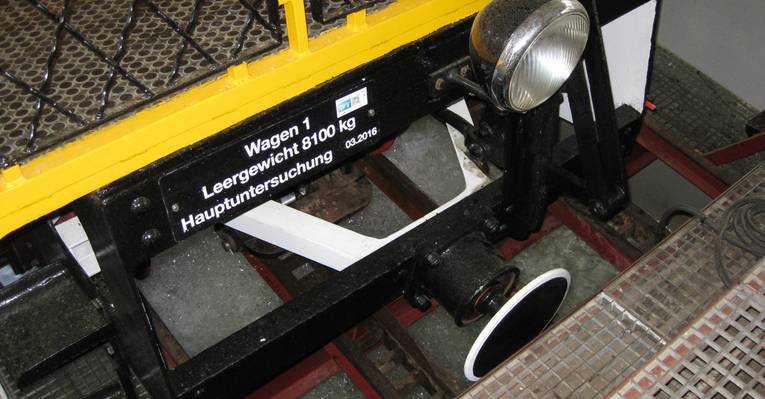 Wagen 1
Leergewicht 8100 kg
Hauptuntersuchung 03.2016